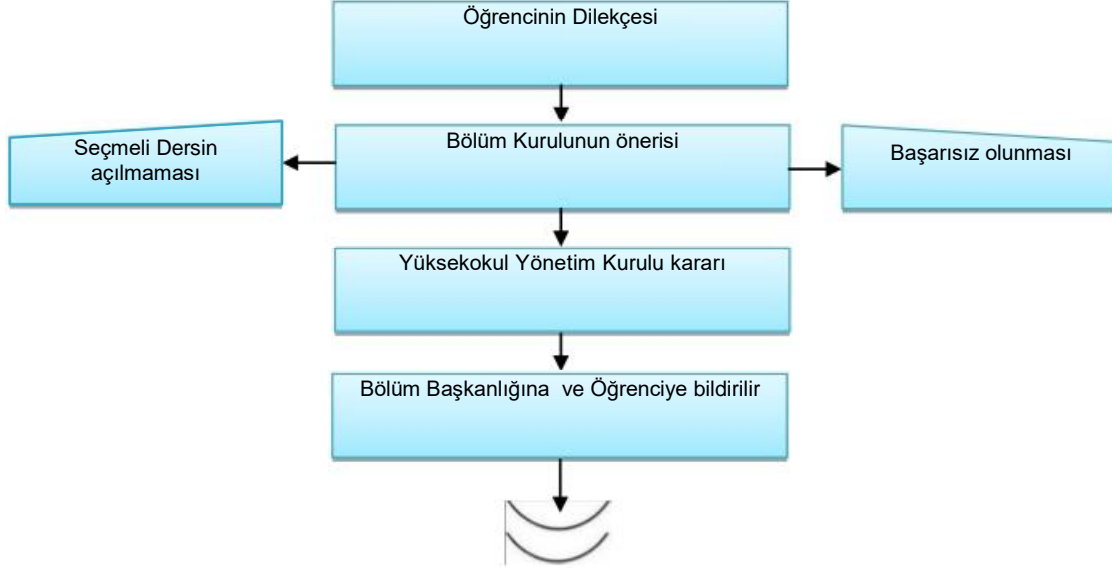 Öğrencinin Dilekçesi
Bölüm Kurulunun önerisi
Seçmeli Dersin
açılmaması
Başarısız olunması
Yüksekokul Yönetim Kurulu kararı
Bölüm Başkanlığına ve Öğrenciye bildirilir